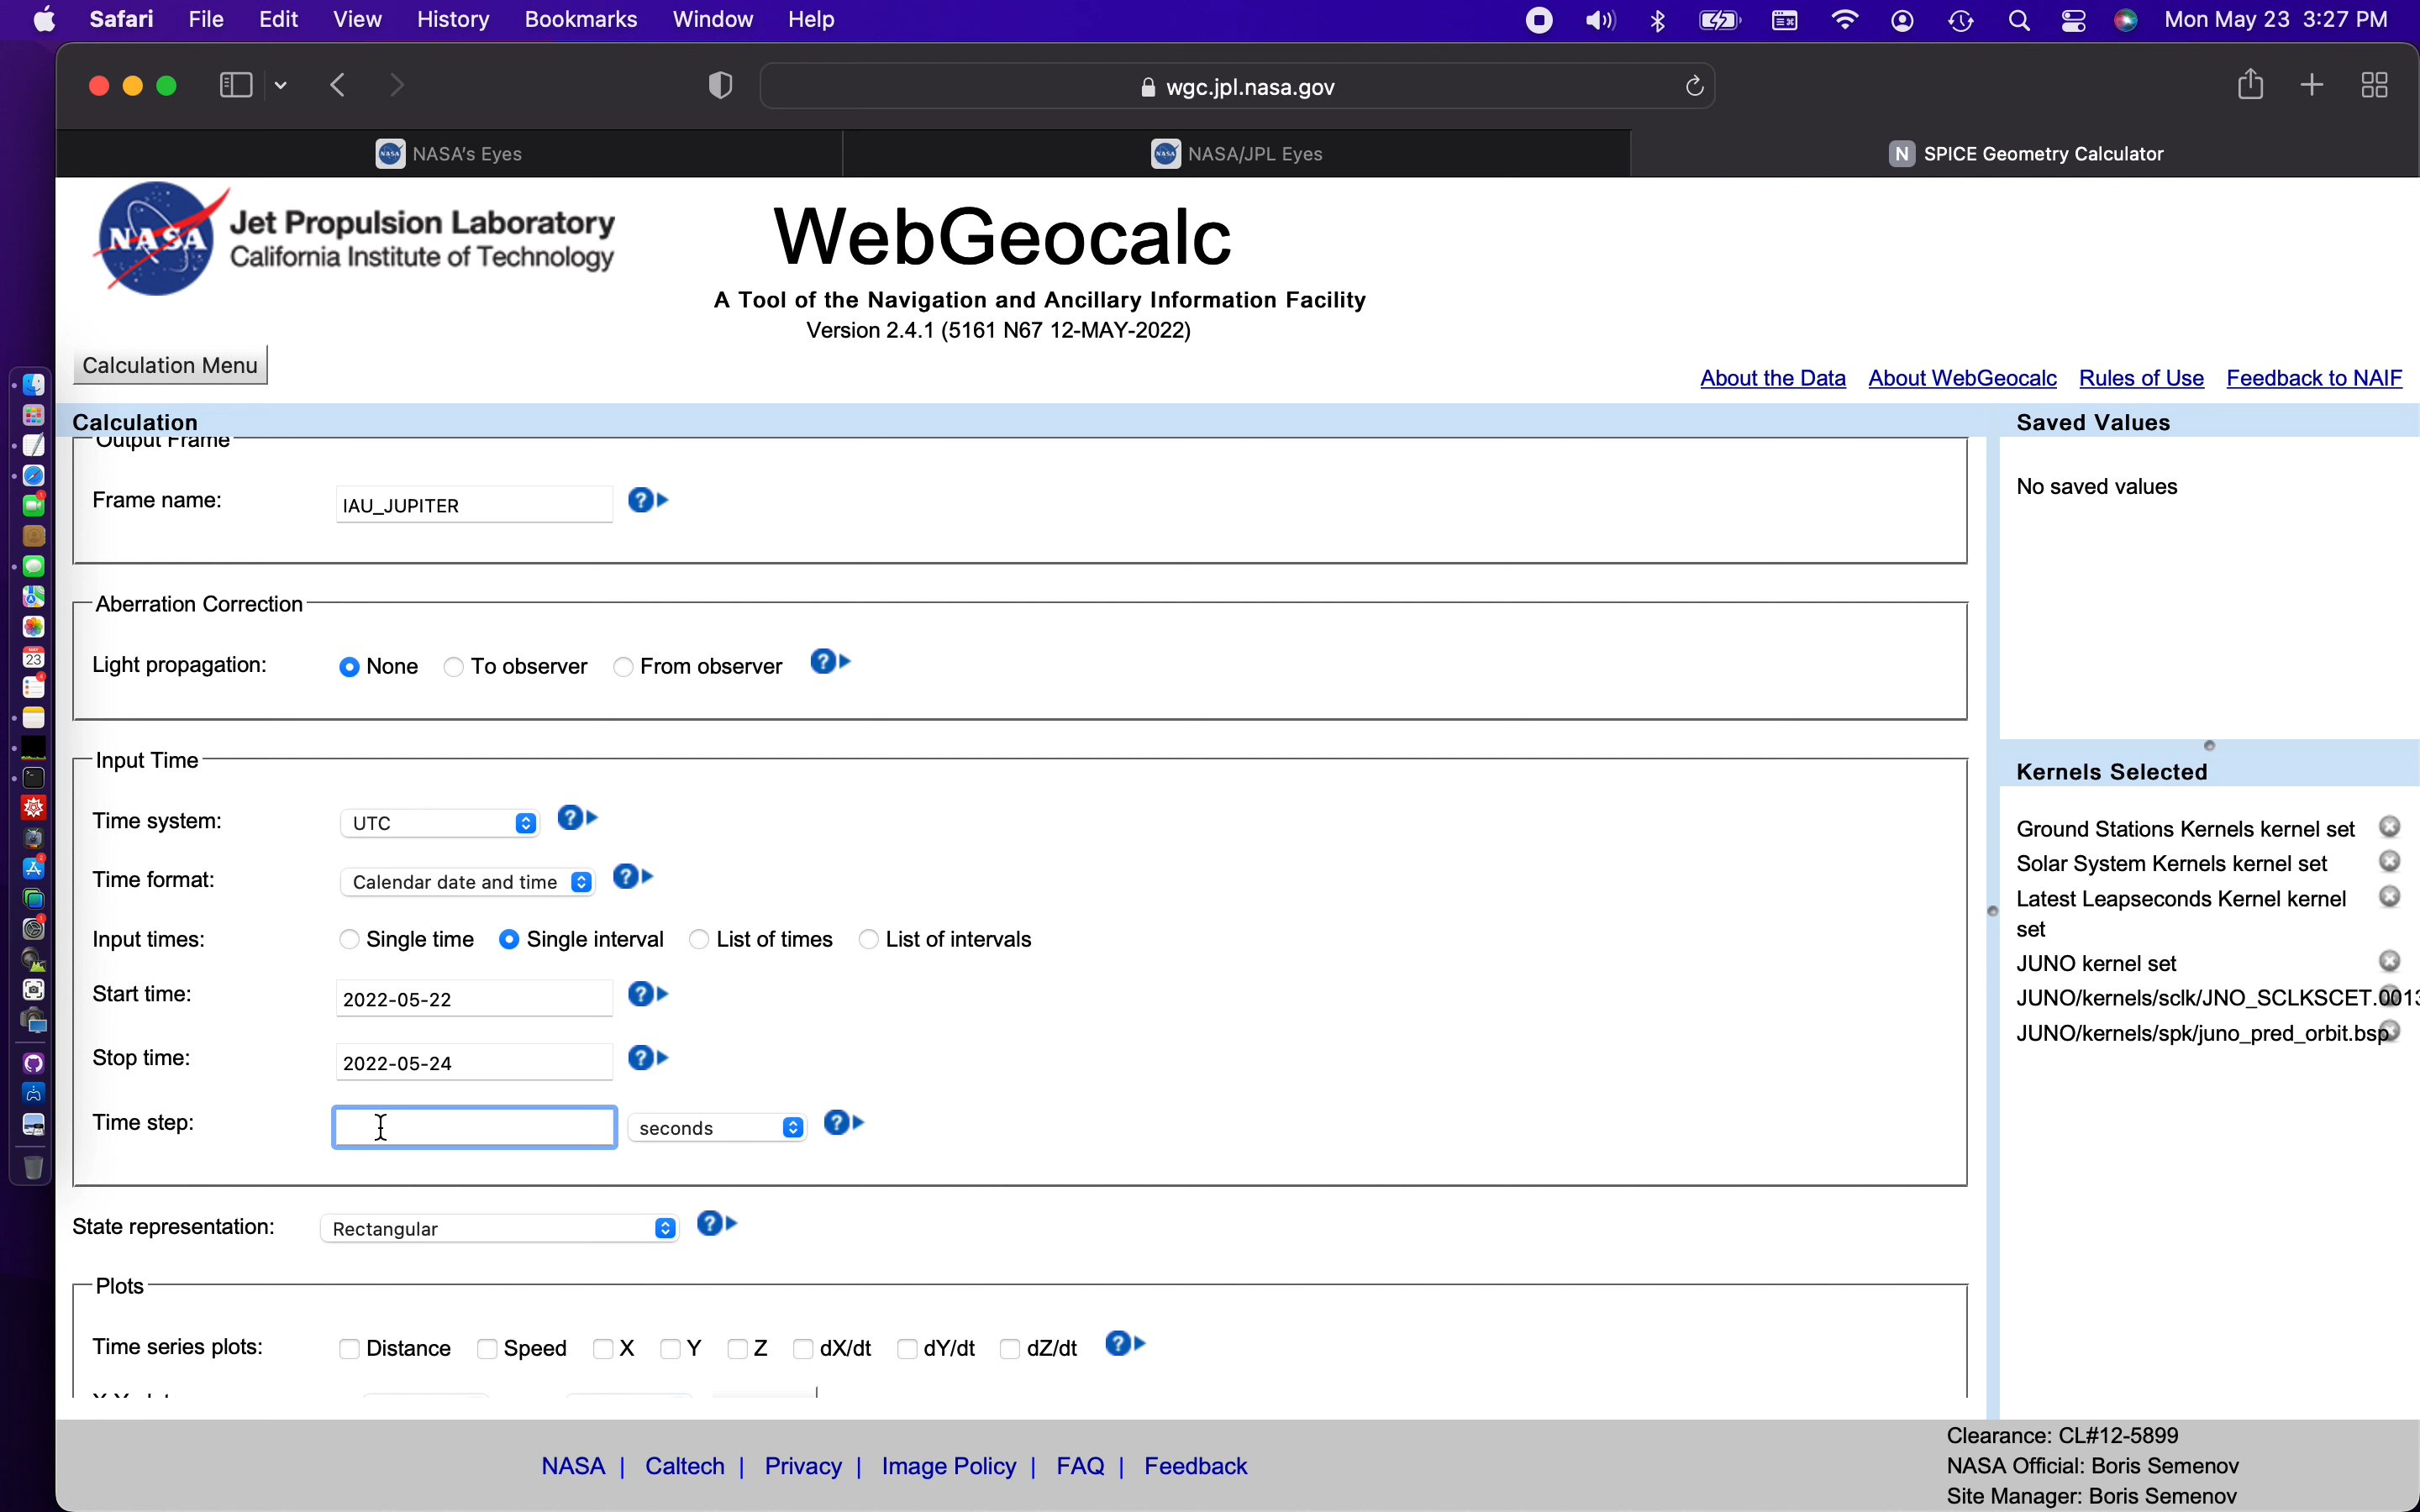 Safari File Edit View History Bookmarks Window Help Mon May 23 3:27 PM
wgc.jpl.nasa.gov
NASA's Eyes NASA/JPL Eyes N SPICE Geometry Calculator
NASA Jet Propulsion Laboratory
California Institute of Technology
WebGeocalc
A Tool of the Navigation and Ancillary Information Facility
Version 2.4.1 (5161 N67 12-MAY-2022)
Calculation Menu
About the Data About WebGeocalc Rules of Use Feedback to NAIF
Calculation
Output Frame
Frame name: IAU_JUPITER
Aberration Correction
Light propagation: None To observer From observer
Input Time
Time system: UTC
Time format: Calendar date and time
Input times: Single time Single interval List of times List of intervals
Start time: 2022-05-22
Stop time: 2022-05-24
Time step: seconds
State representation: Rectangular
Plots
Time series plots: Distance Speed X Y Z dX/dt dY/dt dZ/dt
Saved Values
No saved values
Kernels Selected
Ground Stations Kernels kernel set
Solar System Kernels kernel set
Latest Leapseconds Kernel kernel
set
JUNO kernel set
JUNO/kernels/sclk/JNO_SCLKSCET.0013
JUNO/kernels/spk/juno_pred_orbit.bsp
NASA | Caltech | Privacy | Image Policy | FAQ | Feedback
Clearance: CL#12-5899
NASA Official: Boris Semenov
Site Manager: Boris Semenov